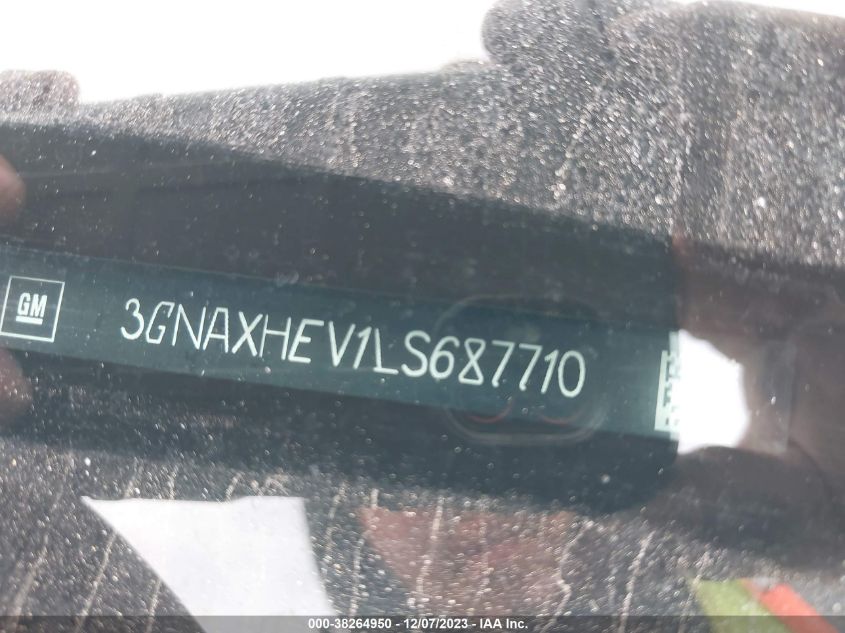 GM
3GNAXHEV1LS687710
000-38264950 - 12/07/2023 - IAA Inc.